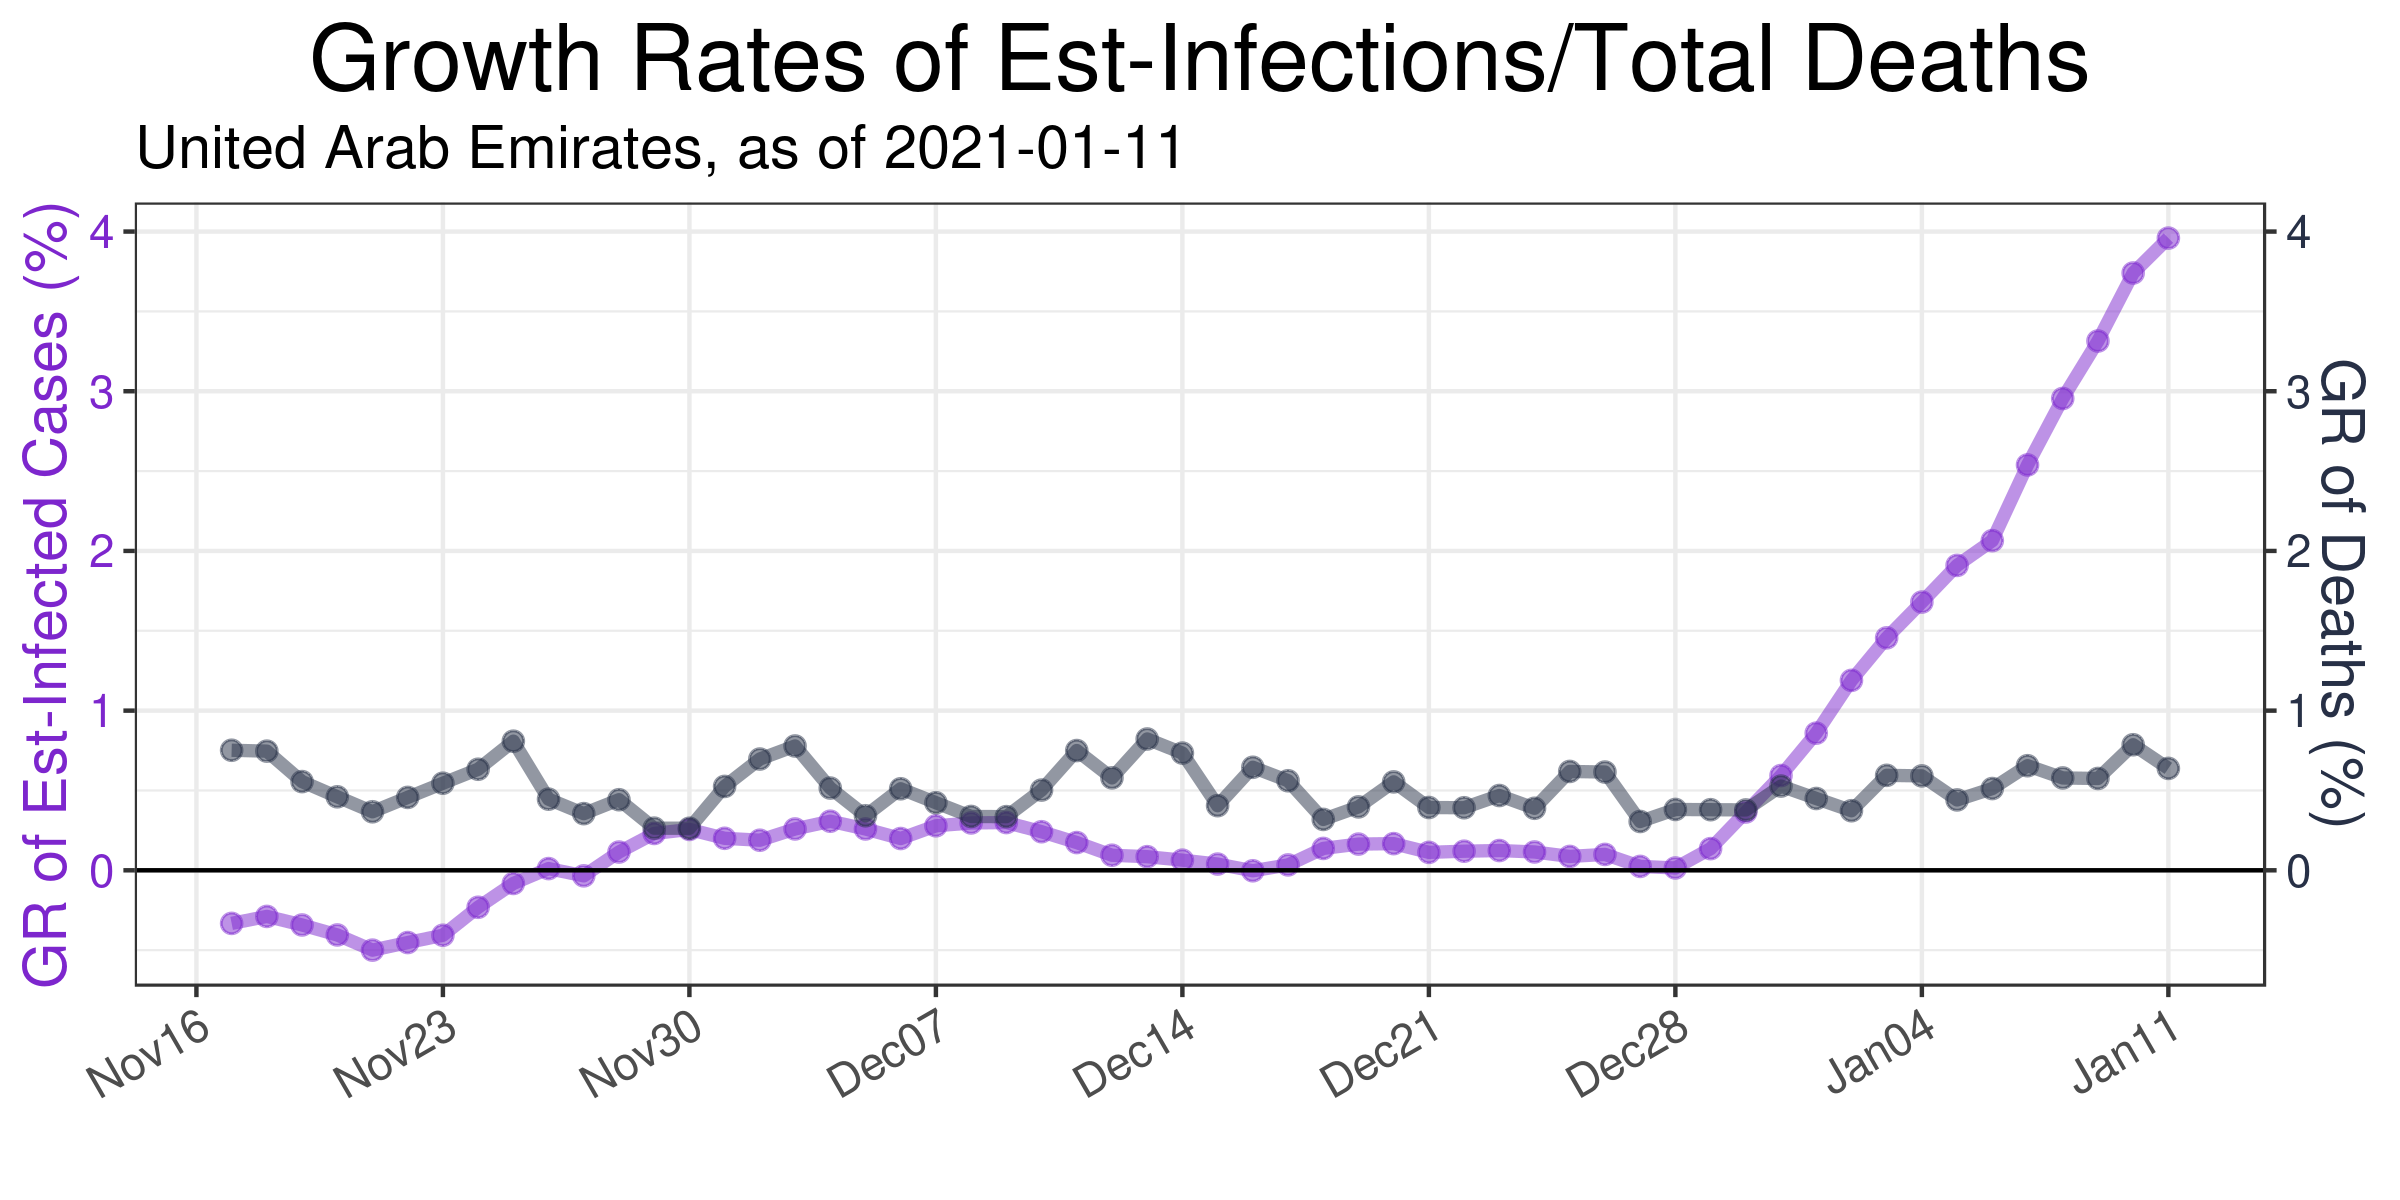 Growth Rates of Est-Infections/Total Deaths
United Arab Emirates, as of 2021-01-11
GR of Est-Infected Cases (%)
4
3
2
1
0
4
3
2
1
0
GR of Deaths (%)
Nov16
Nov23
Nov30
Dec07
Dec14
Dec21
Dec28
Jan04
Jan11